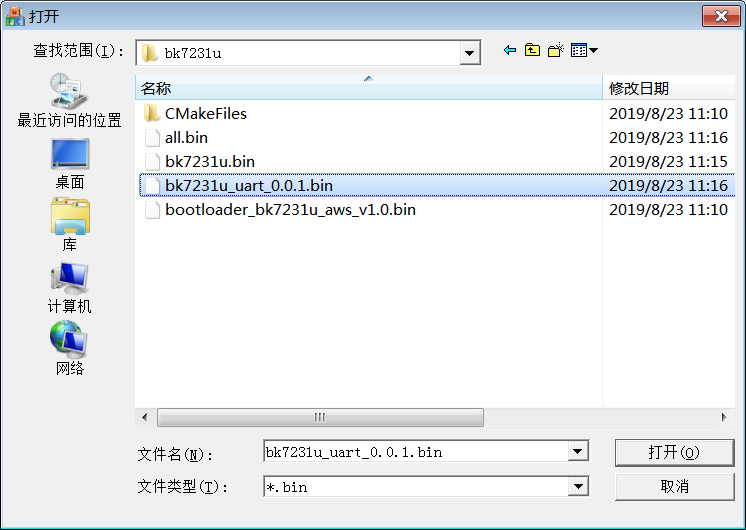 打开
查找范围(I)：
bk7231u
名称
修改日期
CMakeFiles
2019/8/23 11:10
all.bin
2019/8/23 11:16
bk7231u.bin
2019/8/23 11:15
bk7231u_uart_0.0.1.bin
2019/8/23 11:16
bootloader_bk7231u_aws_v1.0.bin
2019/8/23 11:10
最近访问的位置
桌面
库
计算机
网络
文件名(N)：
bk7231u_uart_0.0.1.bin
打开(O)
文件类型(T)：
*.bin
取消